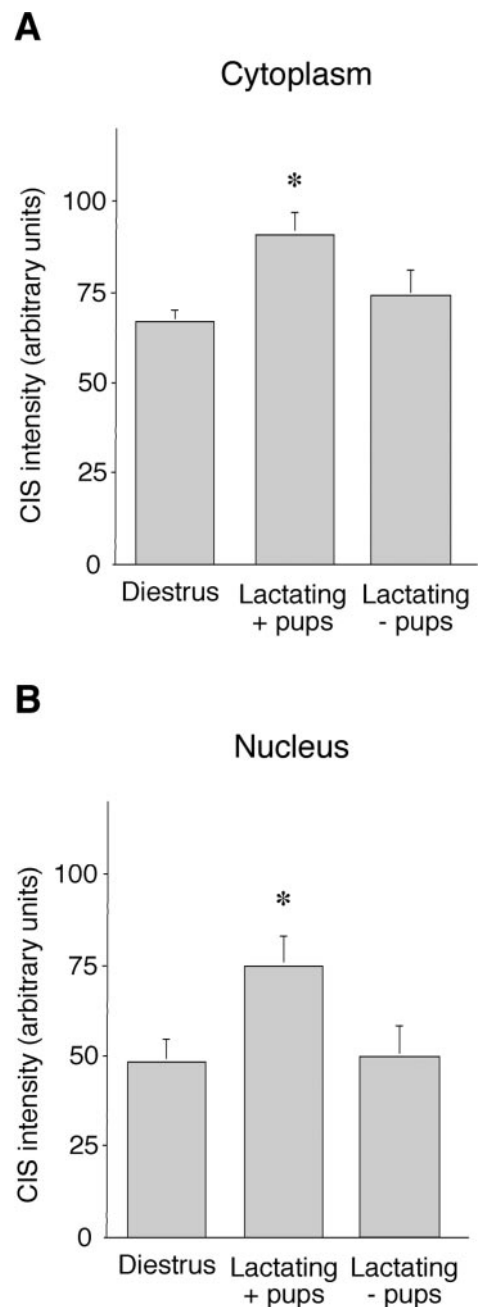 A
Cytoplasm
CIS intensity (arbitrary units)
100
75
50
25
0
*
Diestrus
Lactating
+ pups
Lactating
- pups
B
Nucleus
CIS intensity (arbitrary units)
100
75
50
25
0
*
Diestrus
Lactating
+ pups
Lactating
- pups